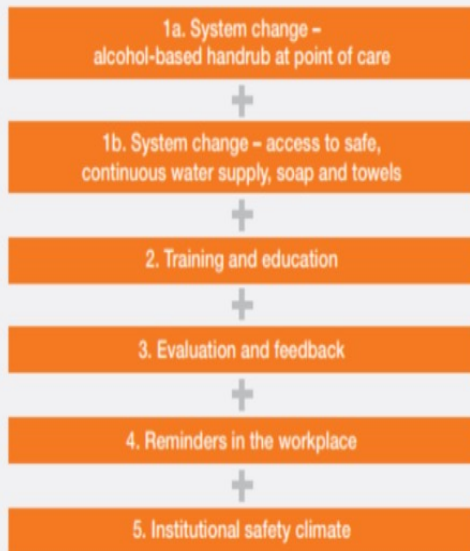 1a. System change –
alcohol-based handrub at point of care
+
1b. System change – access to safe,
continuous water supply, soap and towels
+
2. Training and education
+
3. Evaluation and feedback
+
4. Reminders in the workplace
+
5. Institutional safety climate